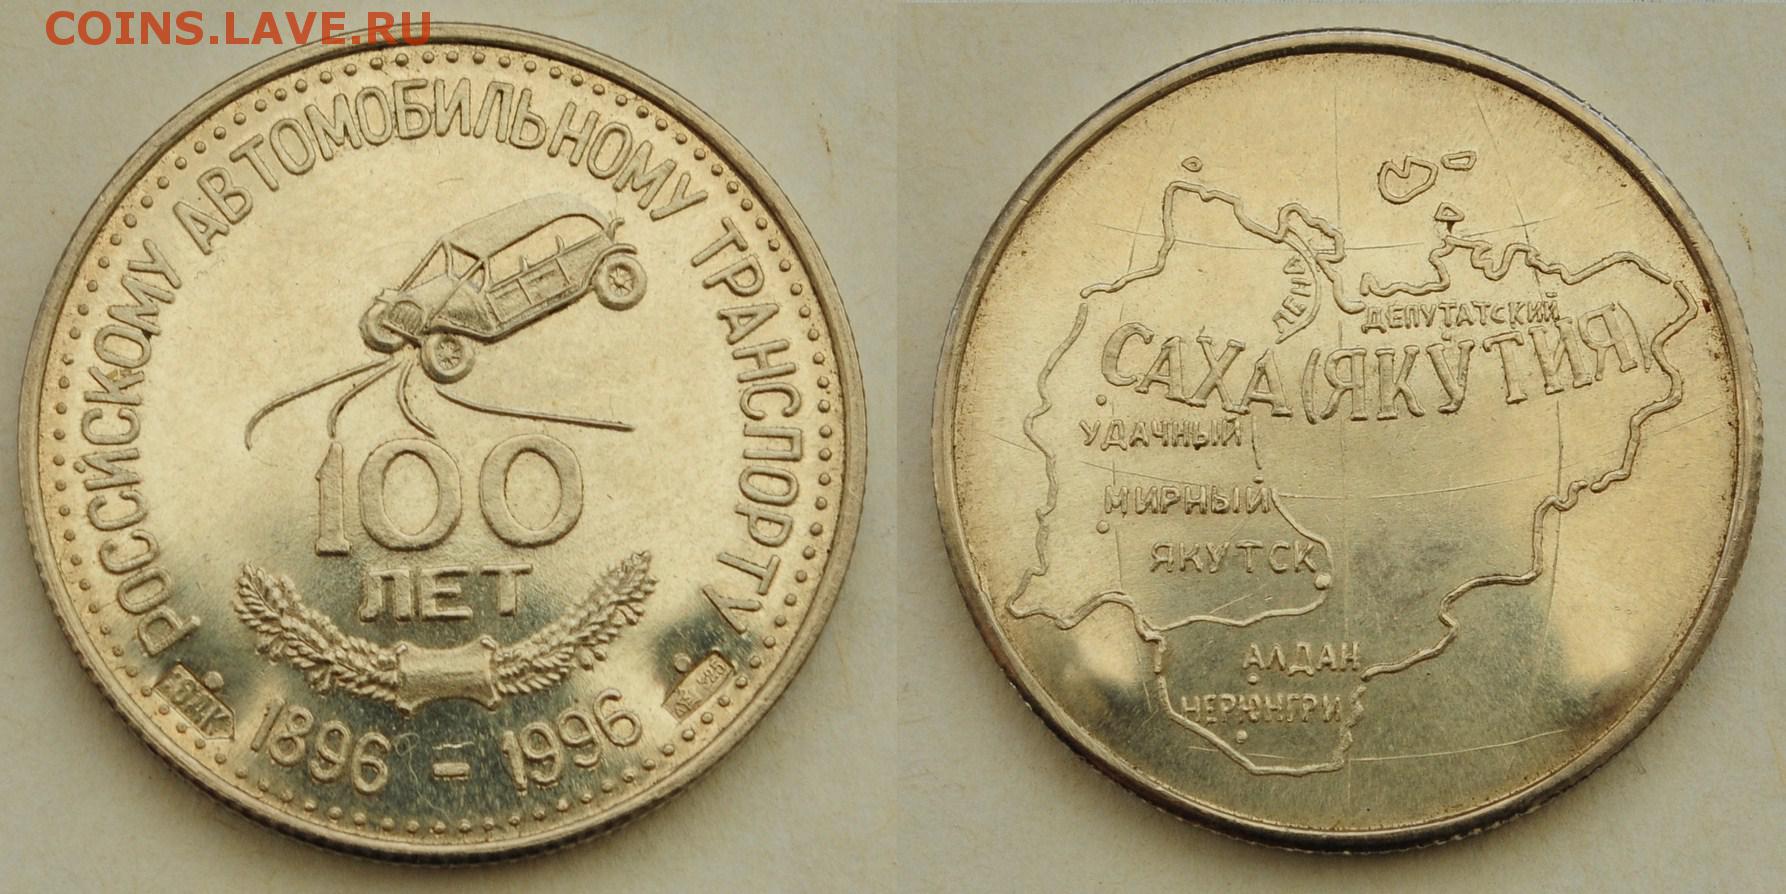 COINS.LAVE.RU
РОССИЙСКОМУ АВТОМОБИЛЬНОМУ ТРАНСПОРТУ
100
ЛЕТ
1896 = 1996
925
ЛЕНА
ДЕПУТАТСКИЙ
САХА (ЯКУТИЯ)
УДАЧНЫЙ
МИРНЫЙ
ЯКУТСК
АЛДАН
НЕРЮНГРИ